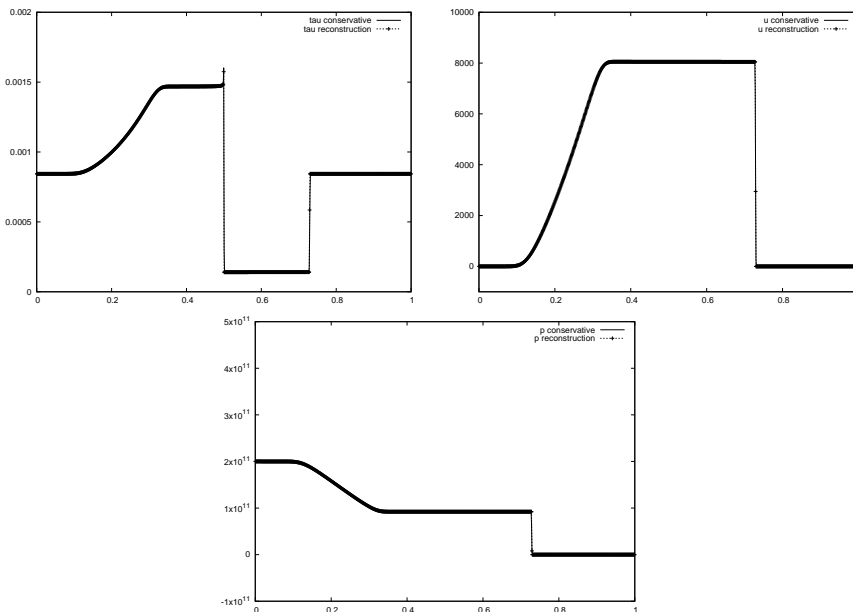 tau conservative
tau reconstruction
0.002
0.0015
0.001
0.0005
0
0 0.2 0.4 0.6 0.8 1
u conservative
u reconstruction
10000
8000
6000
4000
2000
0
0 0.2 0.4 0.6 0.8
p conservative
p reconstruction
5x10^11
4x10^11
3x10^11
2x10^11
1x10^11
0
-1x10^11
0 0.2 0.4 0.6 0.8 1